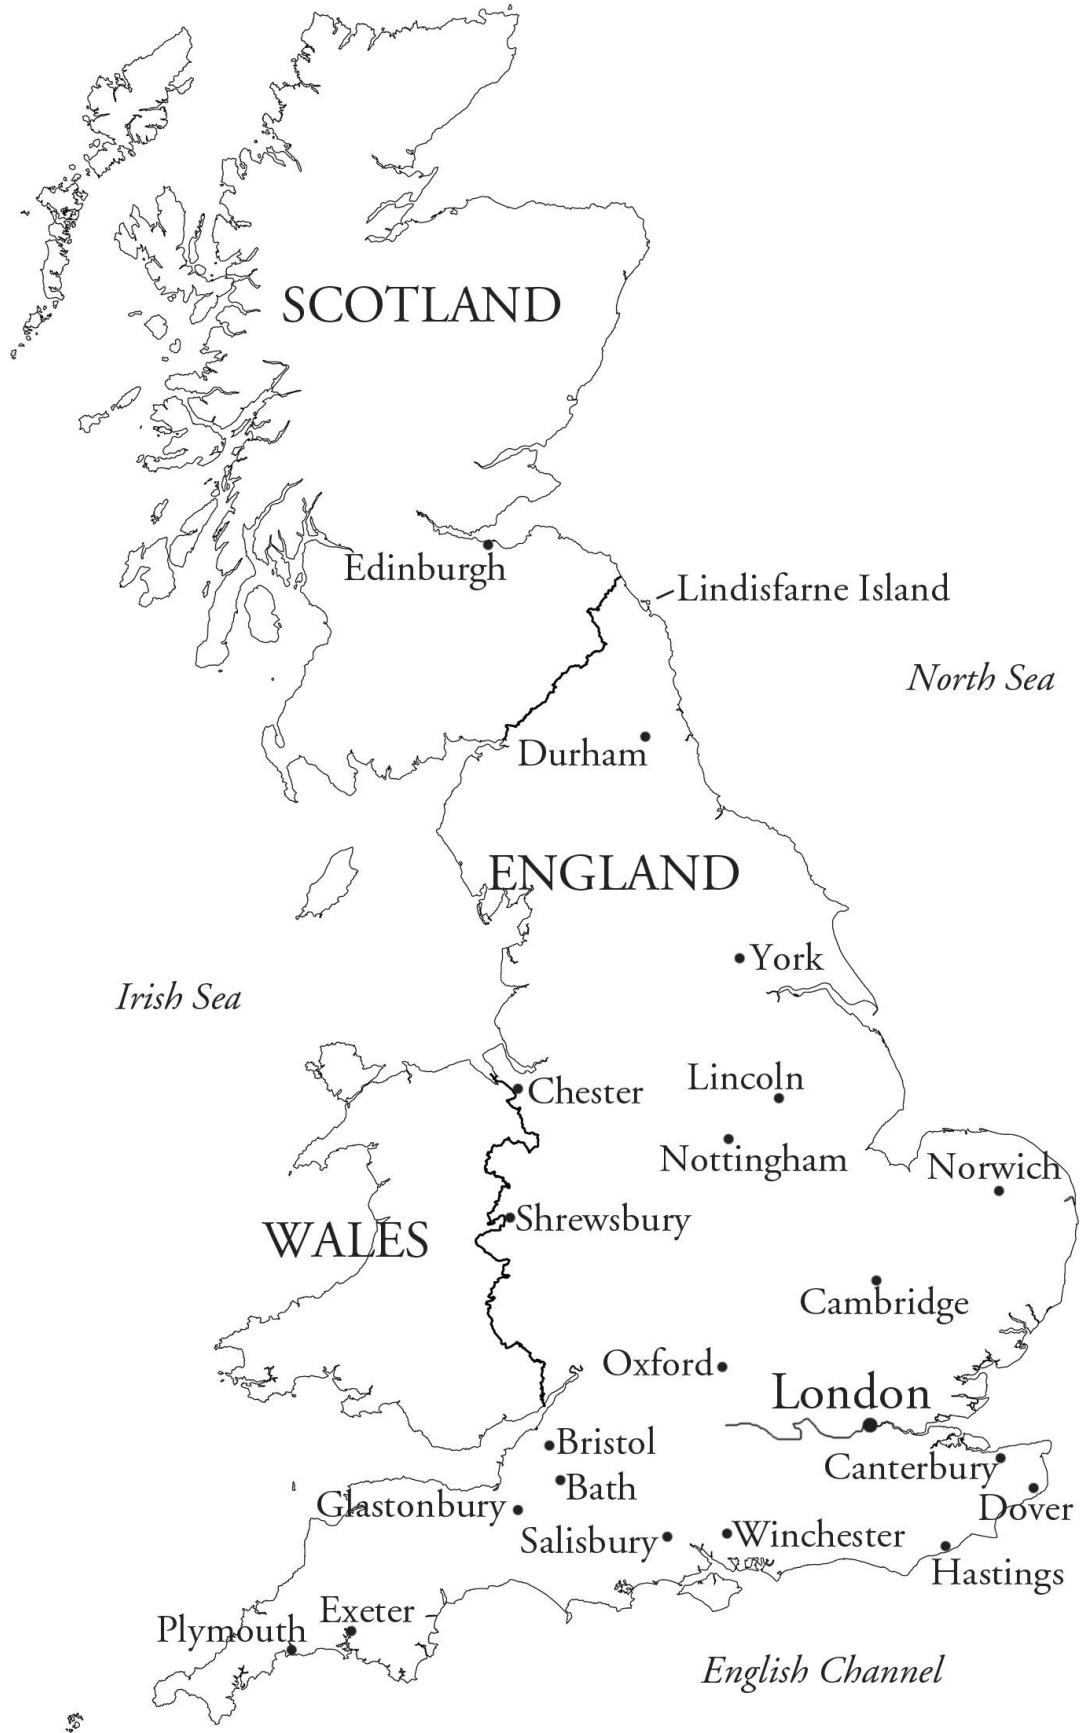 SCOTLAND
Edinburgh
Lindisfarne Island
North Sea
Durham
ENGLAND
York
Irish Sea
Lincoln
Chester
Nottingham
Norwich
Shrewsbury
WALES
Cambridge
Oxford
London
Bristol
Canterbury
Bath
Glastonbury
Dover
Salisbury
Winchester
Hastings
Exeter
Plymouth
English Channel